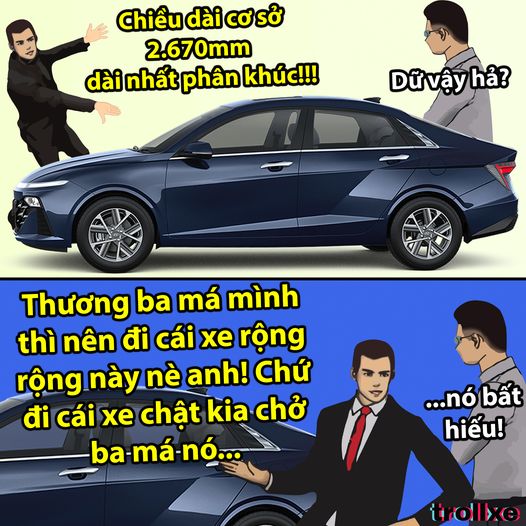 Chiều dài cơ sở
2.670mm
dài nhất phân khúc!!!
Dữ vậy hả?
Thương ba má mình
thì nên đi cái xe rộng
rộng này nè anh! Chứ
đi cái xe chật kia chở
ba má nó...
...nó bất
hiếu!
trollxe